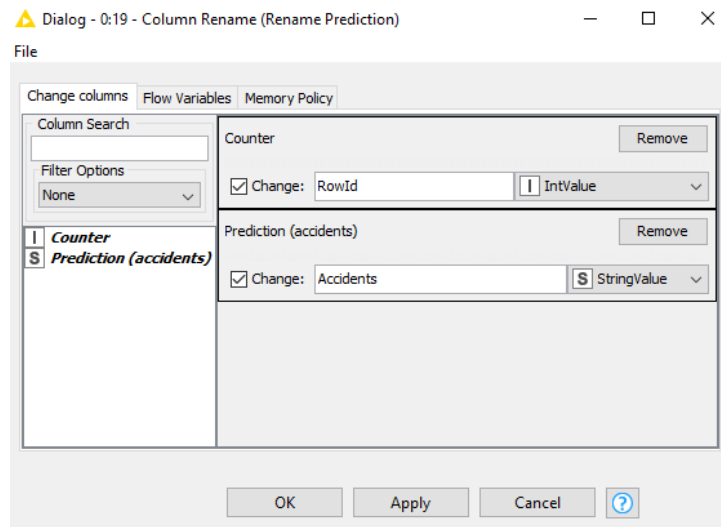 Dialog - 0:19 - Column Rename (Rename Prediction)
File
Change columns Flow Variables Memory Policy
Column Search
Filter Options
None
I Counter
S Prediction (accidents)
Counter Remove
Change: RowId I IntValue
Prediction (accidents) Remove
Change: Accidents S StringValue
OK Apply Cancel ?